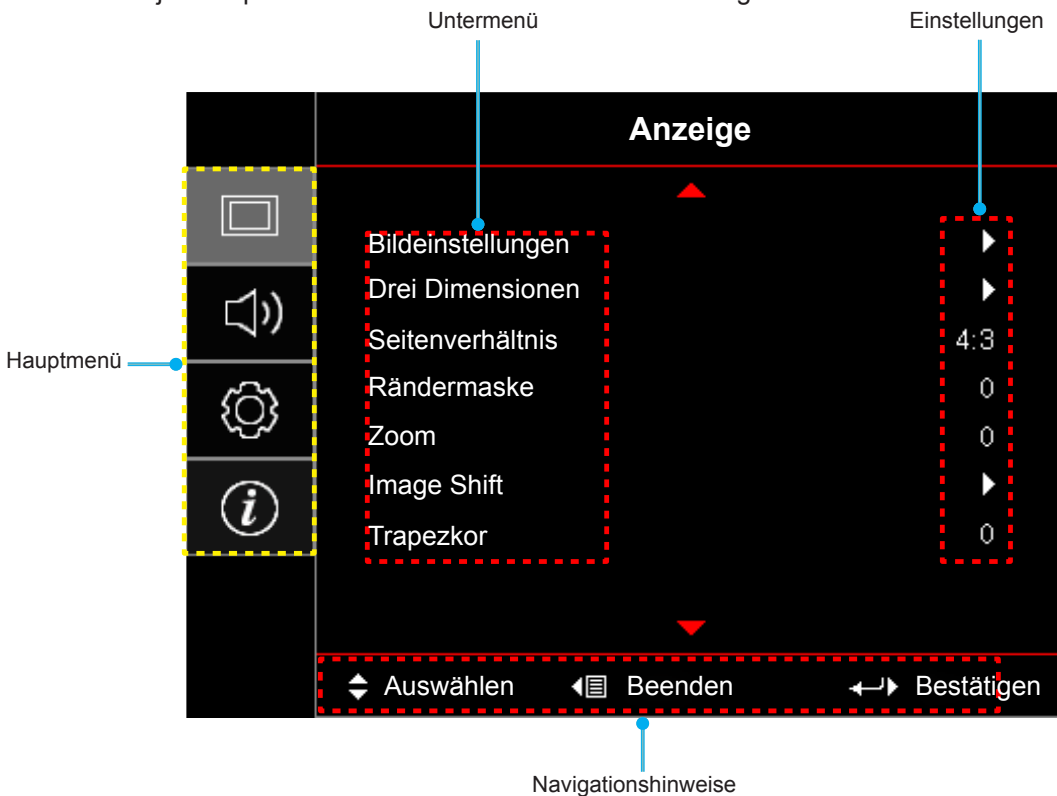 Untermenü
Einstellungen
Anzeige
Bildeinstellungen
Drei Dimensionen
Seitenverhältnis 4:3
Hauptmenü
Rändermaske 0
Zoom 0
Image Shift
Trapezkor 0
Auswählen Beenden Bestätigen
Navigationshinweise